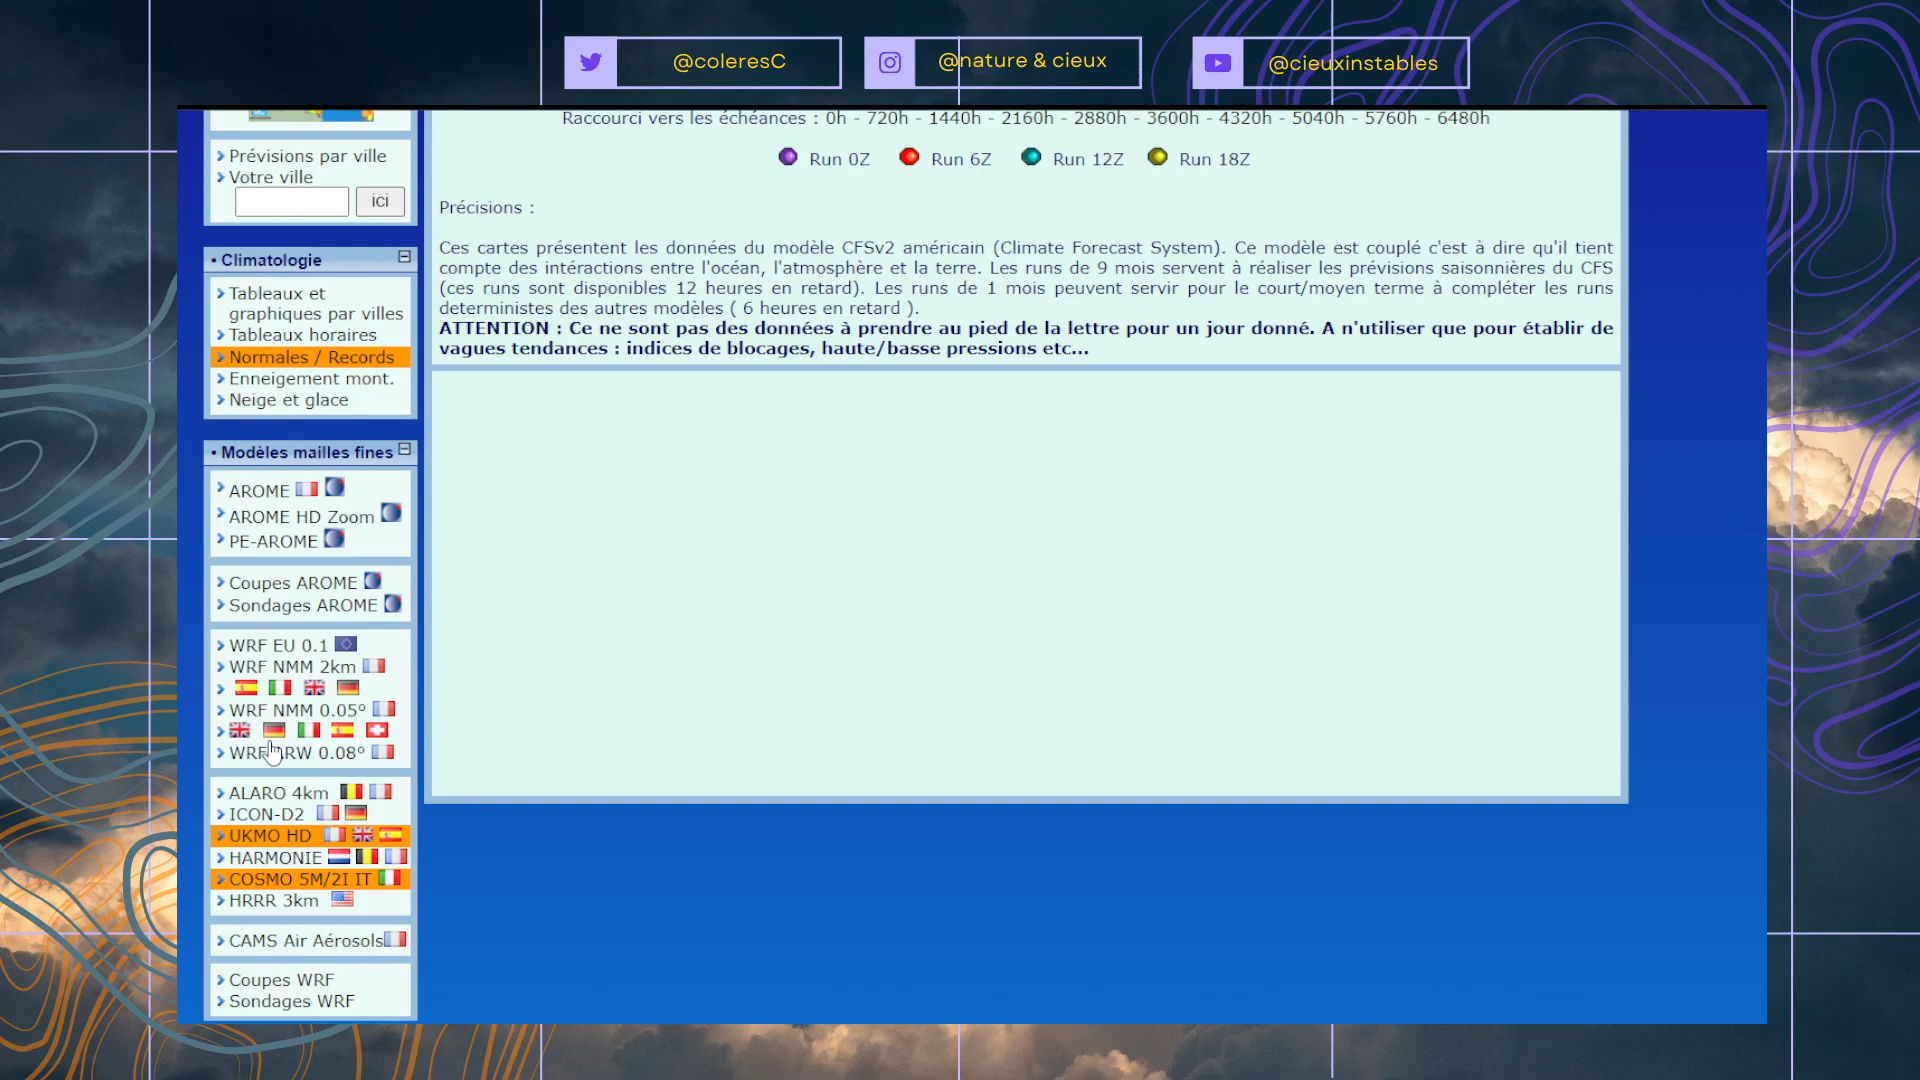 @coleresC
@nature & cieux
@cieuxinstables
Raccourci vers les échéances : 0h - 720h - 1440h - 2160h - 2880h - 3600h - 4320h - 5040h - 5760h - 6480h
Run 0Z Run 6Z Run 12Z Run 18Z
Précisions :
Ces cartes présentent les données du modèle CFSv2 américain (Climate Forecast System). Ce modèle est couplé c'est à dire qu'il tient
compte des intéractions entre l'océan, l'atmosphère et la terre. Les runs de 9 mois servent à réaliser les prévisions saisonnières du CFS
(ces runs sont disponibles 12 heures en retard). Les runs de 1 mois peuvent servir pour le court/moyen terme à compléter les runs
deterministes des autres modèles ( 6 heures en retard ).
ATTENTION : Ce ne sont pas des données à prendre au pied de la lettre pour un jour donné. A n'utiliser que pour établir de
vagues tendances : indices de blocages, haute/basse pressions etc...
Prévisions par ville
Votre ville
ici
• Climatologie
Tableaux et
graphiques par villes
Tableaux horaires
Normales / Records
Enneigement mont.
Neige et glace
• Modèles mailles fines
AROME
AROME HD Zoom
PE-AROME
Coupes AROME
Sondages AROME
WRF EU 0.1
WRF NMM 2km
WRF NMM 0.05°
WRF ARW 0.08°
ALARO 4km
ICON-D2
UKMO HD
HARMONIE
COSMO 5M/2I IT
HRRR 3km
CAMS Air Aérosols
Coupes WRF
Sondages WRF